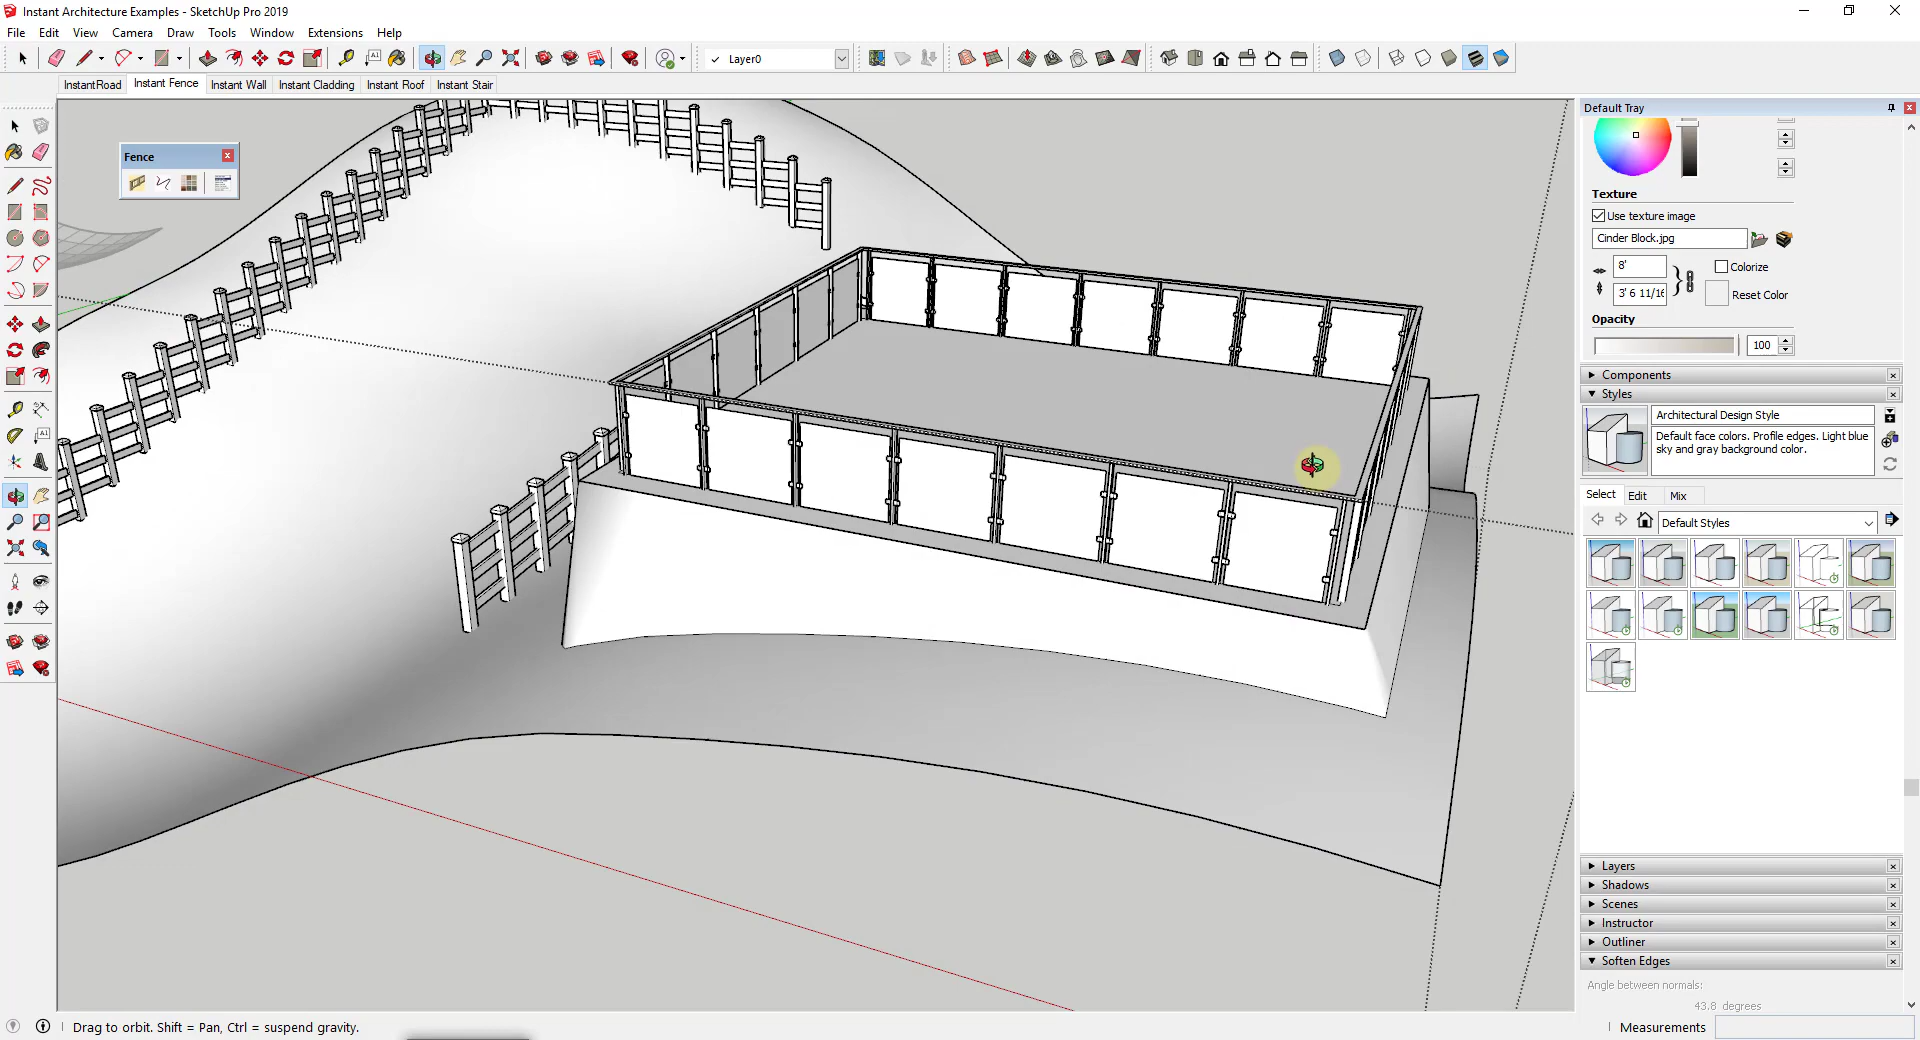 Instant Architecture Examples - SketchUp Pro 2019
File Edit View Camera Draw Tools Window Extensions Help
A1 Layer0
InstantRoad Instant Fence Instant Wall Instant Cladding Instant Roof Instant Stair
Default Tray
Fence
Texture
Use texture image
Cinder Block.jpg
8' Colorize
3' 6 11/16 Reset Color
Opacity
100
Components
Styles
Architectural Design Style
Default face colors. Profile edges. Light blue
sky and gray background color.
A1
Select Edit Mix
Default Styles
Layers
Shadows
Scenes
Instructor
Outliner
Soften Edges
Angle between normals:
43.8 degrees
Drag to orbit. Shift = Pan, Ctrl = suspend gravity.
Measurements